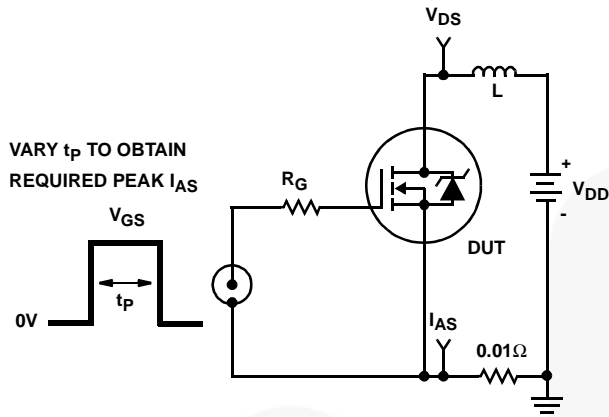 V_DS
L
VARY t_P TO OBTAIN
REQUIRED PEAK I_AS
R_G
+
V_DD
-
V_GS
DUT
t_P
0V
I_AS
0.01Ω